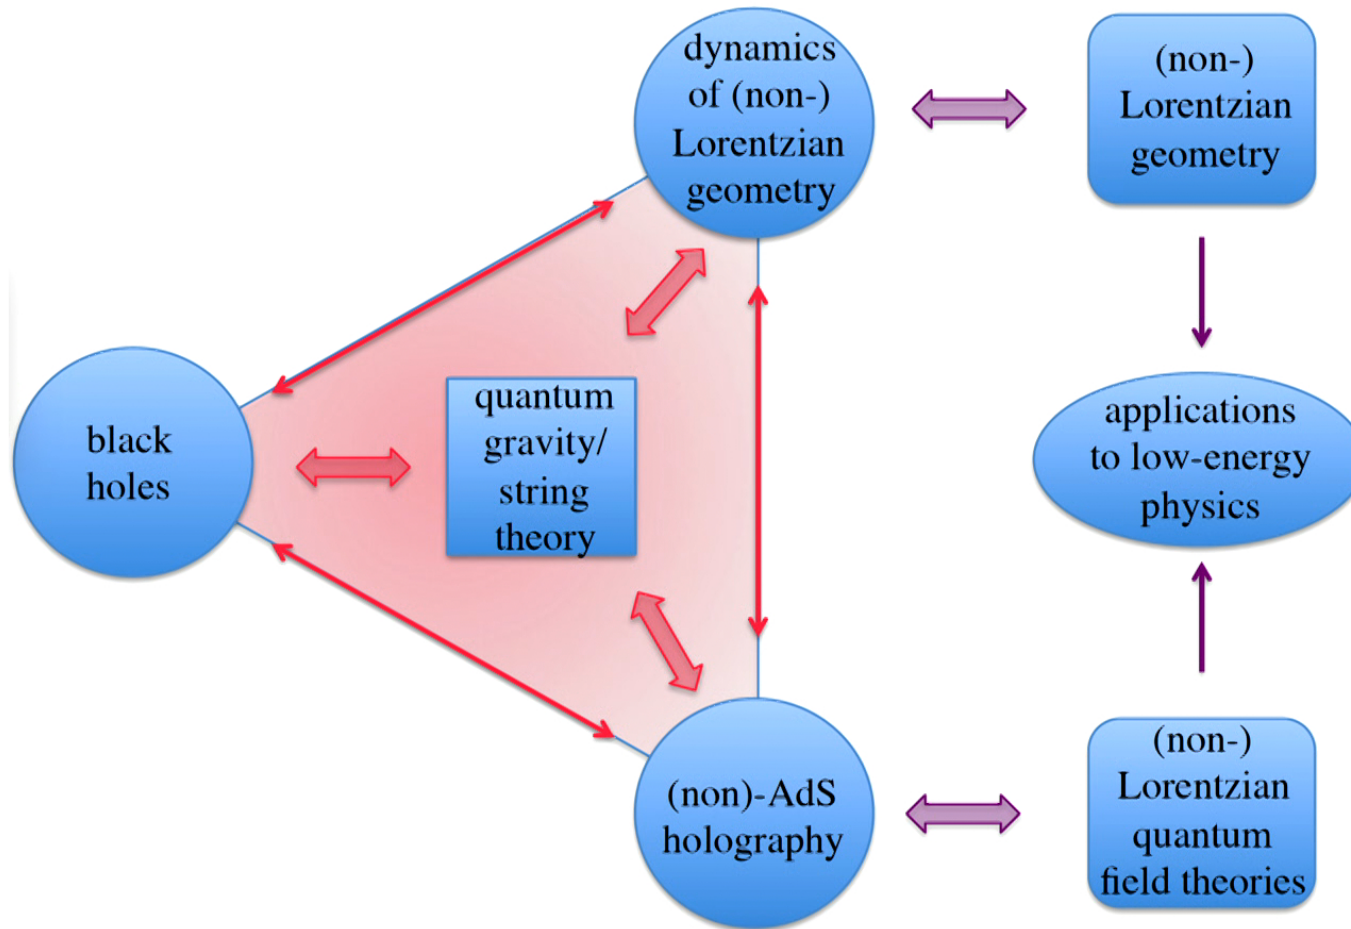 dynamics
of (non-)
Lorentzian
geometry
(non-)
Lorentzian
geometry
black
holes
quantum
gravity/
string
theory
applications
to low-energy
physics
(non)-AdS
holography
(non-)
Lorentzian
quantum
field theories